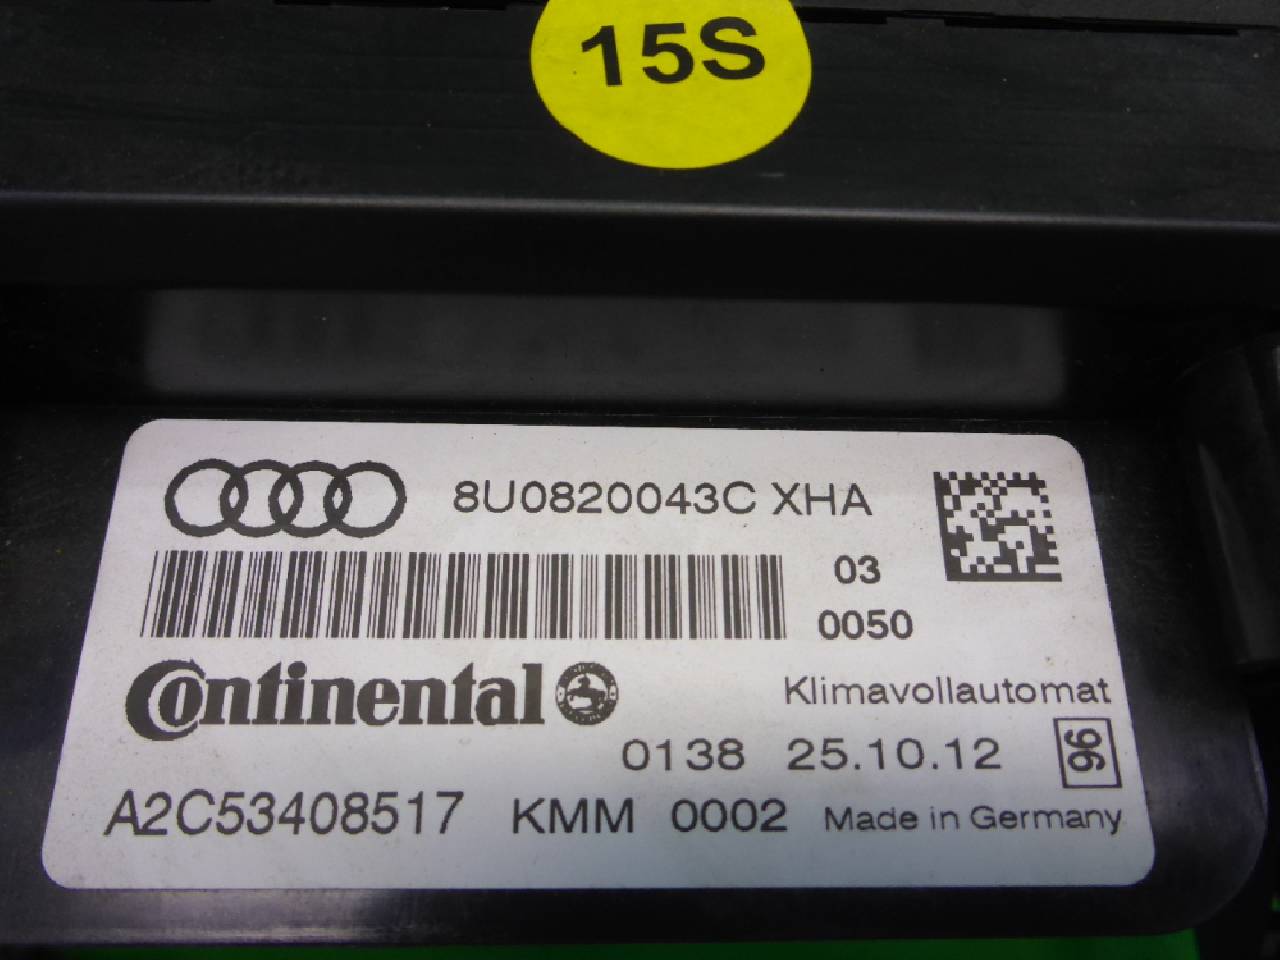 15S
8U0820043C XHA
03
0050
Continental
Klimavollautomat
0138 25.10.12
96
A2C53408517 KMM 0002 Made in Germany